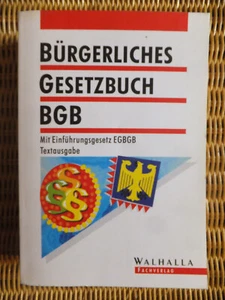 BÜRGERLICHES
GESETZBUCH
BGB
Mit Einführungsgesetz EGBGB
Textausgabe
WALHALLA
FACHVERLAG